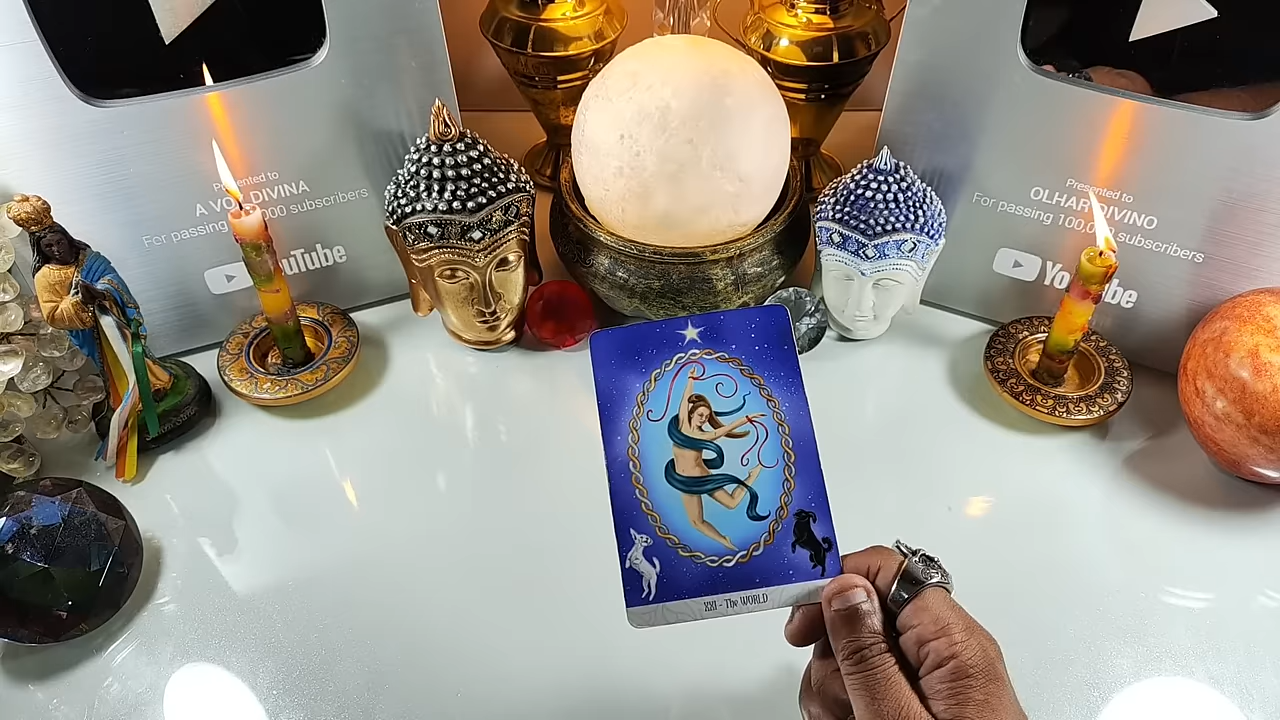 Presented to
A VOZ DIVINA
For passing 100,000 subscribers
YouTube
Presented to
OLHAR DIVINO
For passing 100,000 subscribers
YouTube
XXI - The WORLD